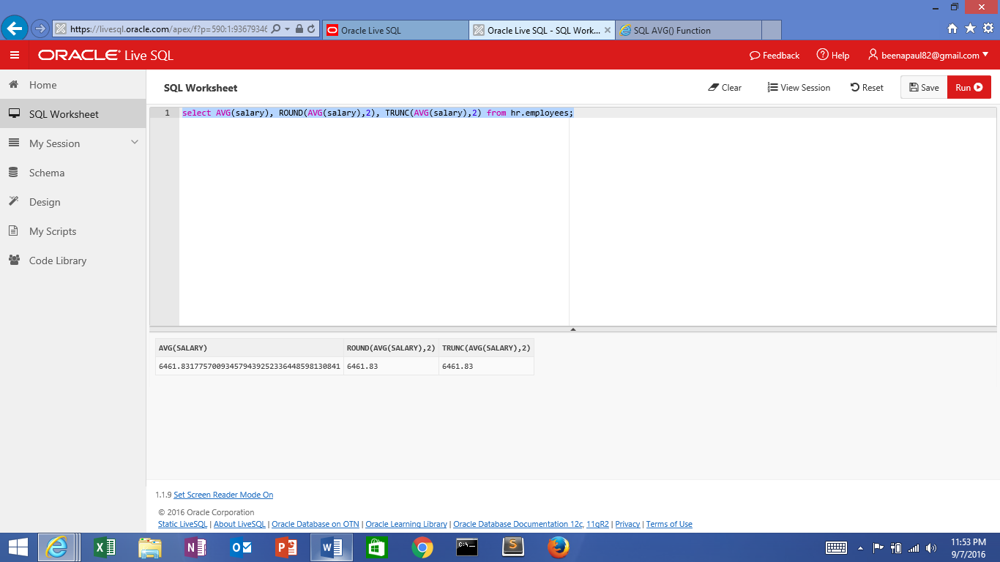 https://livesql.oracle.com/apex/f?p=590:1:93679346
Oracle Live SQL
Oracle Live SQL - SQL Work...
SQL AVG() Function
ORACLE Live SQL
Feedback
Help
beenapaul82@gmail.com
Home
SQL Worksheet
My Session
Schema
Design
My Scripts
Code Library
SQL Worksheet
Clear
View Session
Reset
Save
Run
1 select AVG(salary), ROUND(AVG(salary),2), TRUNC(AVG(salary),2) from hr.employees;
AVG(SALARY) ROUND(AVG(SALARY),2) TRUNC(AVG(SALARY),2)
6461.83177570093457943925233644859813084​1 6461.83 6461.83
1.1.9 Set Screen Reader Mode On
© 2016 Oracle Corporation
Static LiveSQL | About LiveSQL | Oracle Database on OTN | Oracle Learning Library | Oracle Database Documentation 12c, 11gR2 | Privacy | Terms of Use
11:53 PM
9/7/2016